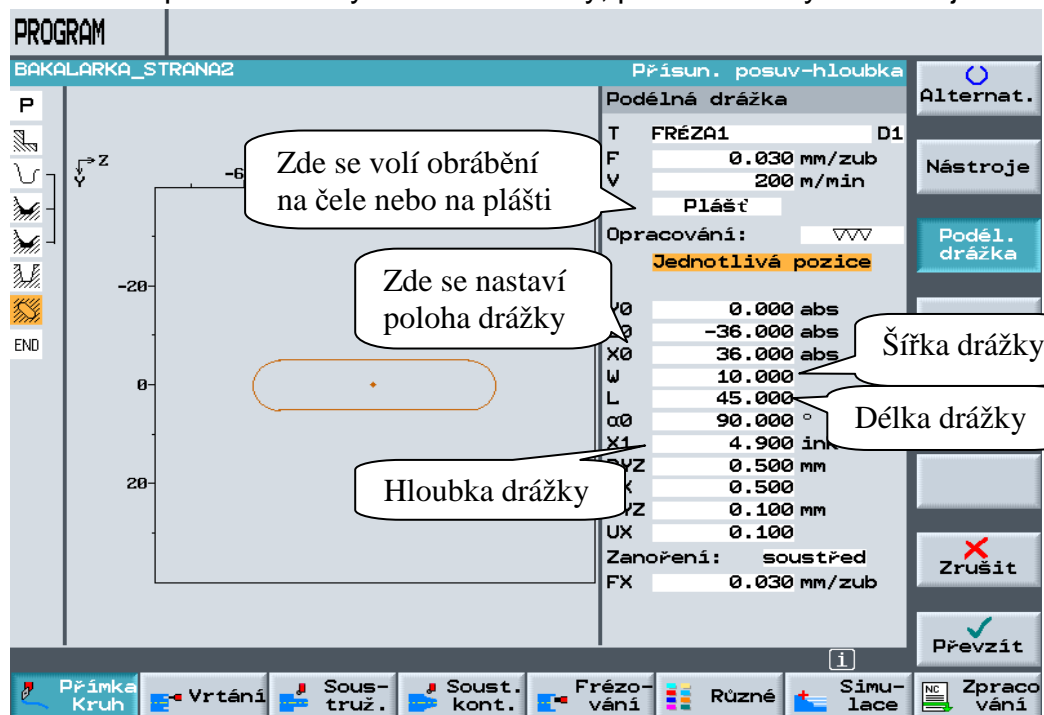 PROGRAM
BAKALARKA_STRANA2
Přísun. posuv-hloubka
Podélná drážka
T FRÉZA1 D1
F 0.030 mm/zub
V 200 m/min
Plášť
Opracování: ▽▽▽
Jednotlivá pozice
0.000 abs
-36.000 abs
X0 36.000 abs
W 10.000
L 45.000
α0 90.000 °
X1 4.900
0.500 mm
0.500
0.100 mm
UX 0.100
Zanoření: soustřed
FX 0.030 mm/zub
Zde se volí obrábění
na čele nebo na plášti
Zde se nastaví
poloha drážky
Šířka drážky
Délka drážky
Hloubka drážky
P
END
Z
Y
-20
0
20
Alternat.
Nástroje
Podél.
drážka
Zrušit
Převzít
i
Přímka
Kruh
Vrtání
Sous-
truž.
Soust.
kont.
Frézo-
vání
Různé
Simu-
lace
NC
Zpraco
vání